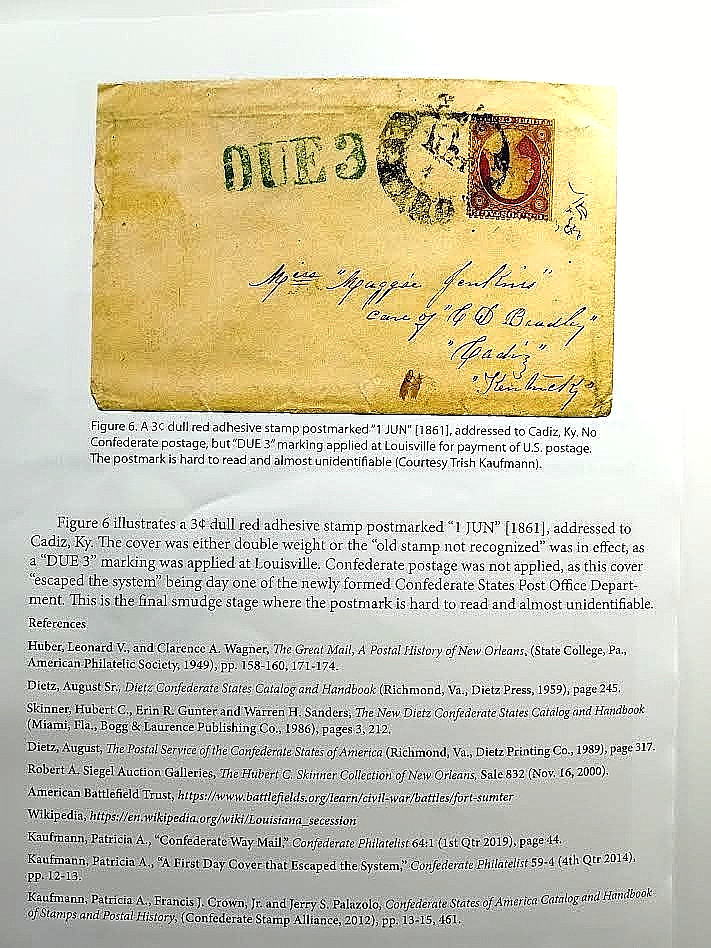 DUE 3
Miss "Maggie Jenkins"
care of "C D Bradley"
"Cadiz"
"Kentucky"
Figure 6. A 3¢ dull red adhesive stamp postmarked "1 JUN" [1861], addressed to Cadiz, Ky. No
Confederate postage, but "DUE 3" marking applied at Louisville for payment of U.S. postage.
The postmark is hard to read and almost unidentifiable (Courtesy Trish Kaufmann).
Figure 6 illustrates a 3¢ dull red adhesive stamp postmarked "1 JUN" [1861], addressed to
Cadiz, Ky. The cover was either double weight or the "old stamp not recognized" was in effect, as
a "DUE 3" marking was applied at Louisville. Confederate postage was not applied, as this cover
"escaped the system" being day one of the newly formed Confederate States Post Office Depart-
ment. This is the final smudge stage where the postmark is hard to read and almost unidentifiable.
References
Huber, Leonard V., and Clarence A. Wagner, The Great Mail, A Postal History of New Orleans, (State College, Pa.,
American Philatelic Society, 1949), pp. 158-160, 171-174.
Dietz, August Sr., Dietz Confederate States Catalog and Handbook (Richmond, Va., Dietz Press, 1959), page 245.
Skinner, Hubert C., Erin R. Gunter and Warren H. Sanders, The New Dietz Confederate States Catalog and Handbook
(Miami, Fla., Bogg & Laurence Publishing Co., 1986), pages 3, 212.
Dietz, August, The Postal Service of the Confederate States of America (Richmond, Va., Dietz Printing Co., 1989), page 317.
Robert A. Siegel Auction Galleries, The Hubert C. Skinner Collection of New Orleans, Sale 832 (Nov. 16, 2000).
American Battlefield Trust, https://www.battlefields.org/learn/civil-war/battles/fort-sumter
Wikipedia, https://en.wikipedia.org/wiki/Louisiana_secession
Kaufmann, Patricia A., "Confederate Way Mail," Confederate Philatelist 64:1 (1st Qtr 2019), page 44.
Kaufmann, Patricia A., "A First Day Cover that Escaped the System," Confederate Philatelist 59-4 (4th Qtr 2014),
pp. 12-13.
Kaufmann, Patricia A., Francis J. Crown, Jr. and Jerry S. Palazolo, Confederate States of America Catalog and Handbook
of Stamps and Postal History, (Confederate Stamp Alliance, 2012), pp. 13-15, 461.